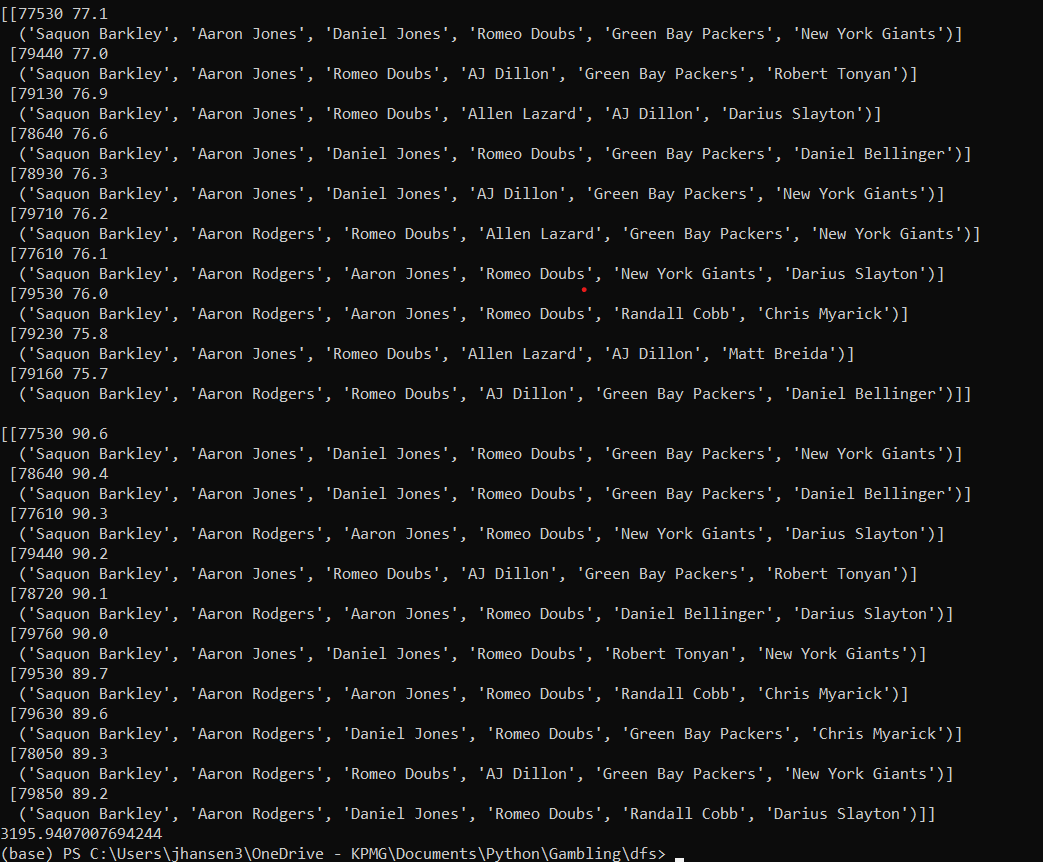 [[77530 77.1
('Saquon Barkley', 'Aaron Jones', 'Daniel Jones', 'Romeo Doubs', 'Green Bay Packers', 'New York Giants')]
[79440 77.0
('Saquon Barkley', 'Aaron Jones', 'Romeo Doubs', 'AJ Dillon', 'Green Bay Packers', 'Robert Tonyan')]
[79130 76.9
('Saquon Barkley', 'Aaron Jones', 'Romeo Doubs', 'Allen Lazard', 'AJ Dillon', 'Darius Slayton')]
[78640 76.6
('Saquon Barkley', 'Aaron Jones', 'Daniel Jones', 'Romeo Doubs', 'Green Bay Packers', 'Daniel Bellinger')]
[78930 76.3
('Saquon Barkley', 'Aaron Jones', 'Daniel Jones', 'AJ Dillon', 'Green Bay Packers', 'New York Giants')]
[79710 76.2
('Saquon Barkley', 'Aaron Rodgers', 'Romeo Doubs', 'Allen Lazard', 'Green Bay Packers', 'New York Giants')]
[77610 76.1
('Saquon Barkley', 'Aaron Rodgers', 'Aaron Jones', 'Romeo Doubs', 'New York Giants', 'Darius Slayton')]
[79530 76.0
('Saquon Barkley', 'Aaron Rodgers', 'Aaron Jones', 'Romeo Doubs', 'Randall Cobb', 'Chris Myarick')]
[79230 75.8
('Saquon Barkley', 'Aaron Jones', 'Romeo Doubs', 'Allen Lazard', 'AJ Dillon', 'Matt Breida')]
[79160 75.7
('Saquon Barkley', 'Aaron Rodgers', 'Romeo Doubs', 'AJ Dillon', 'Green Bay Packers', 'Daniel Bellinger')]]
[[77530 90.6
('Saquon Barkley', 'Aaron Jones', 'Daniel Jones', 'Romeo Doubs', 'Green Bay Packers', 'New York Giants')]
[78640 90.4
('Saquon Barkley', 'Aaron Jones', 'Daniel Jones', 'Romeo Doubs', 'Green Bay Packers', 'Daniel Bellinger')]
[77610 90.3
('Saquon Barkley', 'Aaron Rodgers', 'Aaron Jones', 'Romeo Doubs', 'New York Giants', 'Darius Slayton')]
[79440 90.2
('Saquon Barkley', 'Aaron Jones', 'Romeo Doubs', 'AJ Dillon', 'Green Bay Packers', 'Robert Tonyan')]
[78720 90.1
('Saquon Barkley', 'Aaron Rodgers', 'Aaron Jones', 'Romeo Doubs', 'Daniel Bellinger', 'Darius Slayton')]
[79760 90.0
('Saquon Barkley', 'Aaron Jones', 'Daniel Jones', 'Romeo Doubs', 'Robert Tonyan', 'New York Giants')]
[79530 89.7
('Saquon Barkley', 'Aaron Rodgers', 'Aaron Jones', 'Romeo Doubs', 'Randall Cobb', 'Chris Myarick')]
[79630 89.6
('Saquon Barkley', 'Aaron Rodgers', 'Daniel Jones', 'Romeo Doubs', 'Green Bay Packers', 'Chris Myarick')]
[78050 89.3
('Saquon Barkley', 'Aaron Rodgers', 'Romeo Doubs', 'AJ Dillon', 'Green Bay Packers', 'New York Giants')]
[79850 89.2
('Saquon Barkley', 'Aaron Rodgers', 'Daniel Jones', 'Romeo Doubs', 'Randall Cobb', 'Darius Slayton')]]
3195.9407007694244
(base) PS C:\Users\jhansen3\OneDrive - KPMG\Documents\Python\Gambling\dfs>